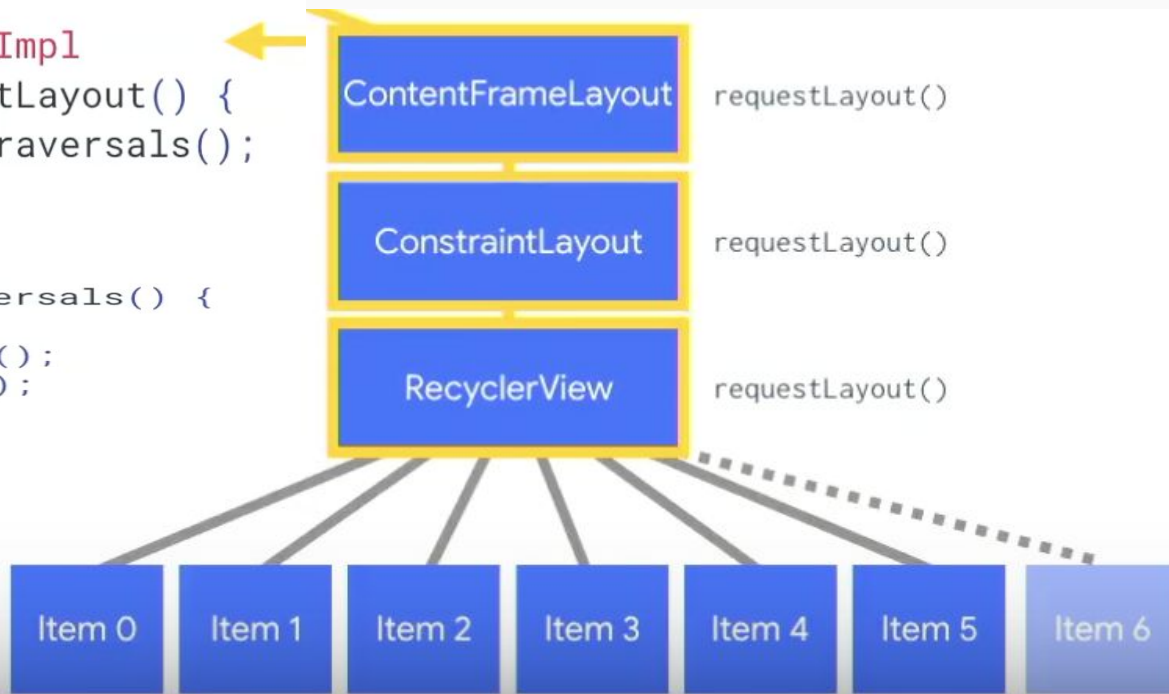 Impl
tLayout() {
raversals();
ersals() {
();
);
ContentFrameLayout requestLayout()
ConstraintLayout requestLayout()
RecyclerView requestLayout()
Item 0 Item 1 Item 2 Item 3 Item 4 Item 5 Item 6